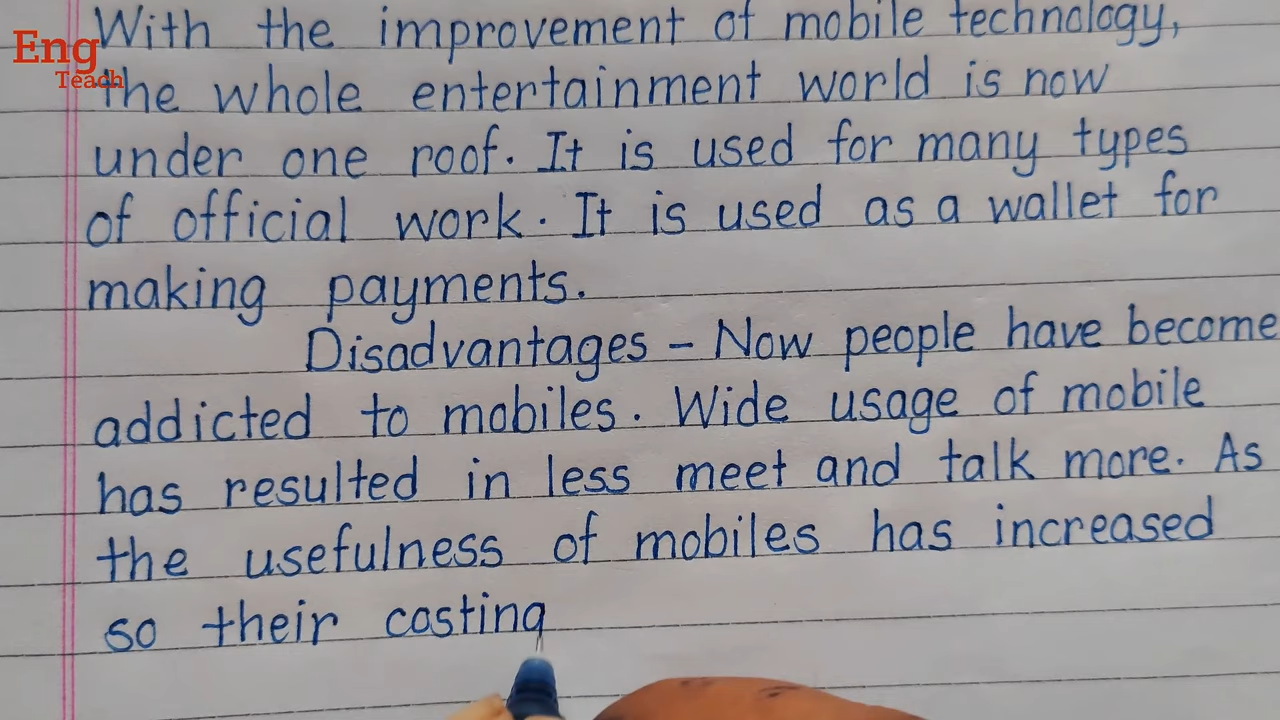 Eng
Teach
With the improvement of mobile technology,
the whole entertainment world is now
under one roof. It is used for many types
of official work. It is used as a wallet for
making payments.
Disadvantages - Now people have become
addicted to mobiles. Wide usage of mobile
has resulted in less meet and talk more. As
the usefulness of mobiles has increased
so their costing